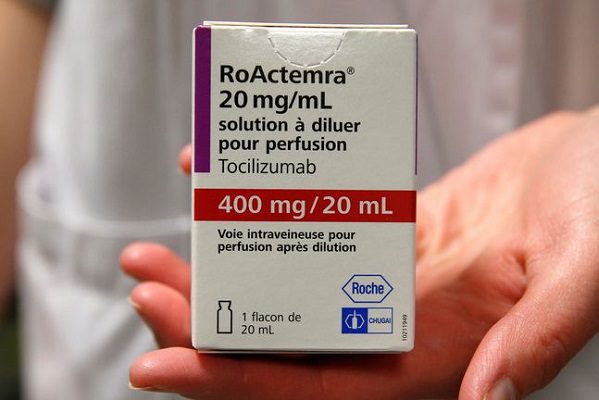 RoActemra®
20 mg/mL
solution à diluer
pour perfusion
Tocilizumab
400 mg/20 mL
Voie intraveineuse pour
perfusion après dilution
Roche
CHUGAI
1 flacon de
20 mL
10211949